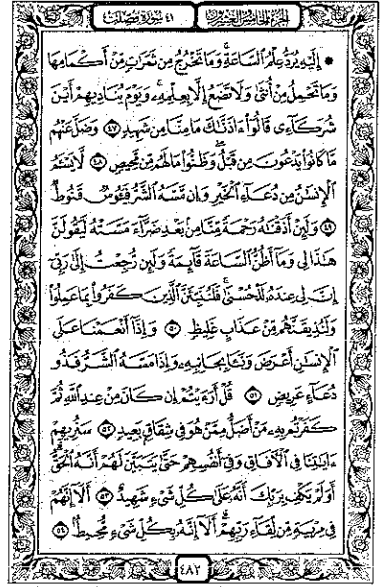 الجزء الخامس والعشرون ٤١ سورة فصلت
۞ إِلَيْهِ يُرَدُّ عِلْمُ ٱلسَّاعَةِۚ وَمَا تَخْرُجُ مِن ثَمَرَٰتٍ مِّنْ أَكْمَامِهَا
وَمَا تَحْمِلُ مِنْ أُنثَىٰ وَلَا تَضَعُ إِلَّا بِعِلْمِهِۦۚ وَيَوْمَ يُنَادِيهِمْ أَيْنَ
شُرَكَآءِى قَالُوٓا۟ ءَاذَنَّٰكَ مَا مِنَّا مِن شَهِيدٍ ٤٧ وَضَلَّ عَنْهُم
مَّا كَانُوا۟ يَدْعُونَ مِن قَبْلُۖ وَظَنُّوا۟ مَا لَهُم مِّن مَّحِيصٍ ٤٨ لَّا يَسْـَٔمُ
ٱلْإِنسَٰنُ مِن دُعَآءِ ٱلْخَيْرِ وَإِن مَّسَّهُ ٱلشَّرُّ فَيَـُٔوسٌ قَنُوطٌ
٤٩ وَلَئِنْ أَذَقْنَٰهُ رَحْمَةً مِّنَّا مِنۢ بَعْدِ ضَرَّآءَ مَسَّتْهُ لَيَقُولَنَّ
هَٰذَا لِى وَمَآ أَظُنُّ ٱلسَّاعَةَ قَآئِمَةً وَلَئِن رُّجِعْتُ إِلَىٰ رَبِّىٓ
إِنَّ لِى عِندَهُۥ لَلْحُسْنَىٰۚ فَلَنُنَبِّئَنَّ ٱلَّذِينَ كَفَرُوا۟ بِمَا عَمِلُوا۟
وَلَنُذِيقَنَّهُم مِّنْ عَذَابٍ غَلِيظٍ ٥٠ وَإِذَآ أَنْعَمْنَا عَلَى
ٱلْإِنسَٰنِ أَعْرَضَ وَنَـَٔا بِجَانِبِهِۦ وَإِذَا مَسَّهُ ٱلشَّرُّ فَذُو
دُعَآءٍ عَرِيضٍ ٥١ قُلْ أَرَءَيْتُمْ إِن كَانَ مِنْ عِندِ ٱللَّهِ ثُمَّ
كَفَرْتُم بِهِۦ مَنْ أَضَلُّ مِمَّنْ هُوَ فِى شِقَاقٍۭ بَعِيدٍ ٥٢ سَنُرِيهِمْ
ءَايَٰتِنَا فِى ٱلْـَٔافَاقِ وَفِىٓ أَنفُسِهِمْ حَتَّىٰ يَتَبَيَّنَ لَهُمْ أَنَّهُ ٱلْحَقُّۗ
أَوَلَمْ يَكْفِ بِرَبِّكَ أَنَّهُۥ عَلَىٰ كُلِّ شَىْءٍ شَهِيدٌ ٥٣ أَلَآ إِنَّهُمْ
فِى مِرْيَةٍ مِّن لِّقَآءِ رَبِّهِمْۗ أَلَآ إِنَّهُۥ بِكُلِّ شَىْءٍ مُّحِيطٌۢ ٥٤
٤٨٢